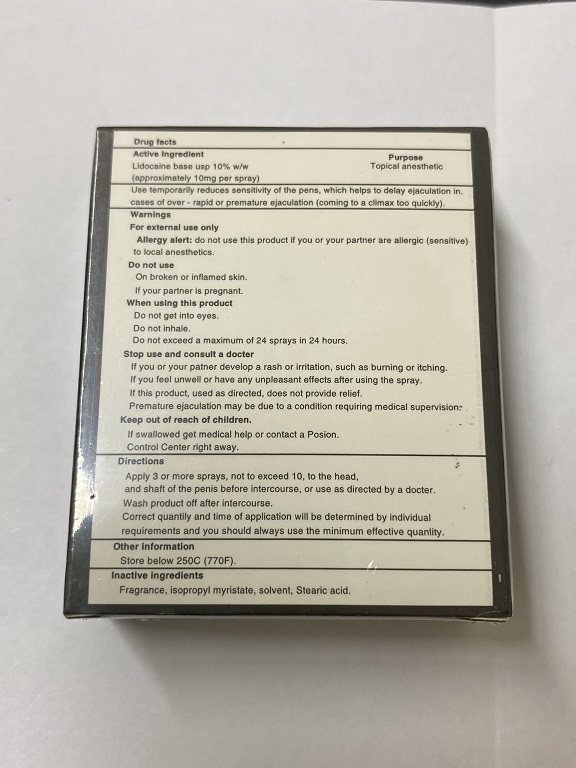 Drug facts
Active Ingredient
Purpose
Lidocaine base usp 10% w/w
Topical anesthetic
(approximately 10mg per spray)
Use temporarily reduces sensitivity of the pens, which helps to delay ejaculation in.
cases of over - rapid or premature ejaculation (coming to a climax too quickly).
Warnings
For external use only
Allergy alert: do not use this product if you or your partner are allergic (sensitive)
to local anesthetics.
Do not use
On broken or inflamed skin.
If your partner is pregnant.
When using this product
Do not get into eyes.
Do not inhale.
Do not exceed a maximum of 24 sprays in 24 hours.
Stop use and consult a docter
If you or your patner develop a rash or irritation, such as burning or itching.
If you feel unwell or have any unpleasant effects after using the spray.
If this product, used as directed, does not provide relief.
Premature ejaculation may be due to a condition requiring medical supervision.
Keep out of reach of children.
If swallowed get medical help or contact a Posion.
Control Center right away.
Directions
Apply 3 or more sprays, not to exceed 10, to the head,
and shaft of the penis before intercourse, or use as directed by a docter.
Wash product off after intercourse.
Correct quantily and time of application will be determined by individual
requirements and you should always use the minimum effective quantity.
Other information
Store below 250C (770F).
Inactive ingredients
Fragrance, isopropyl myristate, solvent, Stearic acid.